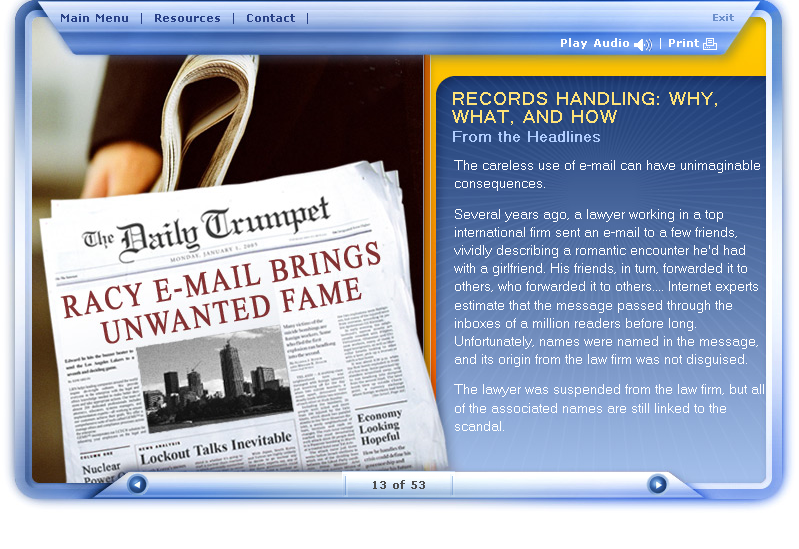 Main Menu | Resources | Contact |
Exit
Play Audio | Print
RECORDS HANDLING: WHY,
WHAT, AND HOW
From the Headlines
The careless use of e-mail can have unimaginable
consequences.
Several years ago, a lawyer working in a top
international firm sent an e-mail to a few friends,
vividly describing a romantic encounter he'd had
with a girlfriend. His friends, in turn, forwarded it to
others, who forwarded it to others.... Internet experts
estimate that the message passed through the
inboxes of a million readers before long.
Unfortunately, names were named in the message,
and its origin from the law firm was not disguised.
The lawyer was suspended from the law firm, but all
of the associated names are still linked to the
scandal.
The Daily Trumpet
MONDAY, JANUARY 1, 2005
RACY E-MAIL BRINGS
UNWANTED FAME
NEWS ANALYSIS
Lockout Talks Inevitable
Economy
Looking
Hopeful
COLUMN ONE
Nuclear
Power
13 of 53